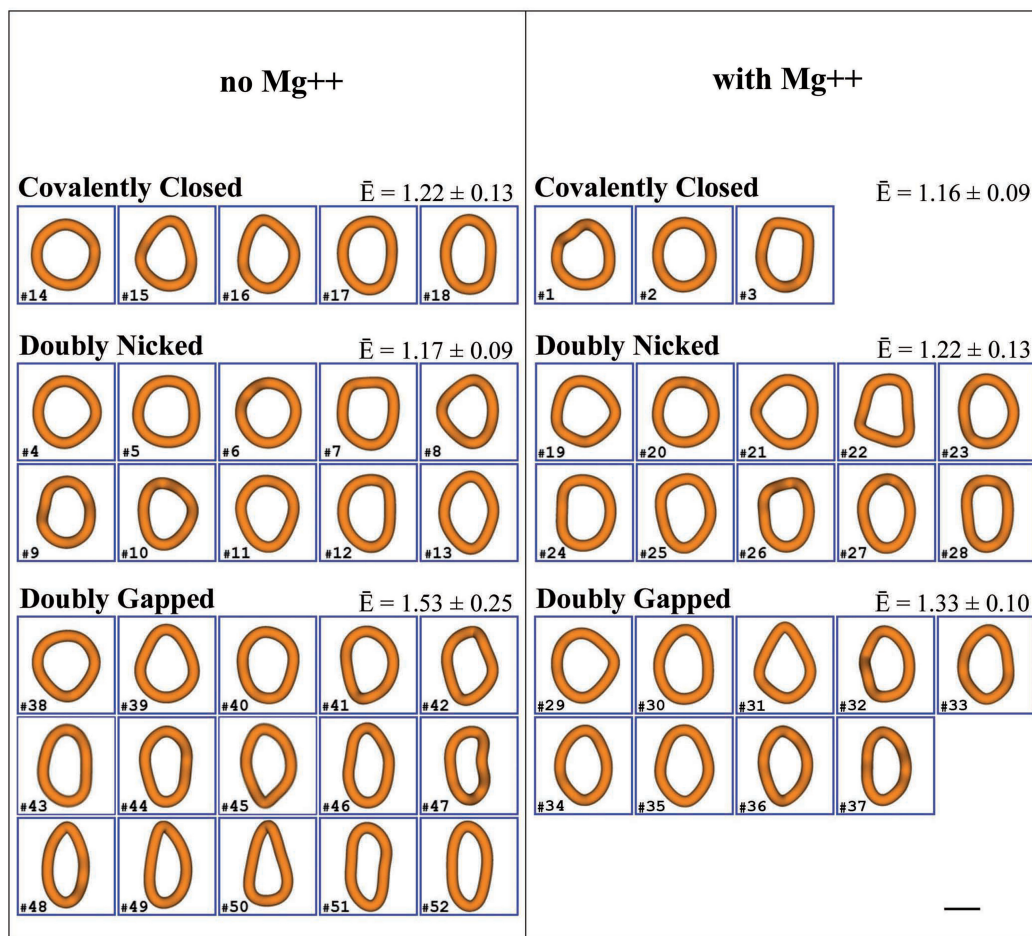 no Mg++
Covalently Closed Ē = 1.22 ± 0.13
#14 #15 #16 #17 #18
Doubly Nicked Ē = 1.17 ± 0.09
#4 #5 #6 #7 #8
#9 #10 #11 #12 #13
Doubly Gapped Ē = 1.53 ± 0.25
#38 #39 #40 #41 #42
#43 #44 #45 #46 #47
#48 #49 #50 #51 #52
with Mg++
Covalently Closed Ē = 1.16 ± 0.09
#1 #2 #3
Doubly Nicked Ē = 1.22 ± 0.13
#19 #20 #21 #22 #23
#24 #25 #26 #27 #28
Doubly Gapped Ē = 1.33 ± 0.10
#29 #30 #31 #32 #33
#34 #35 #36 #37